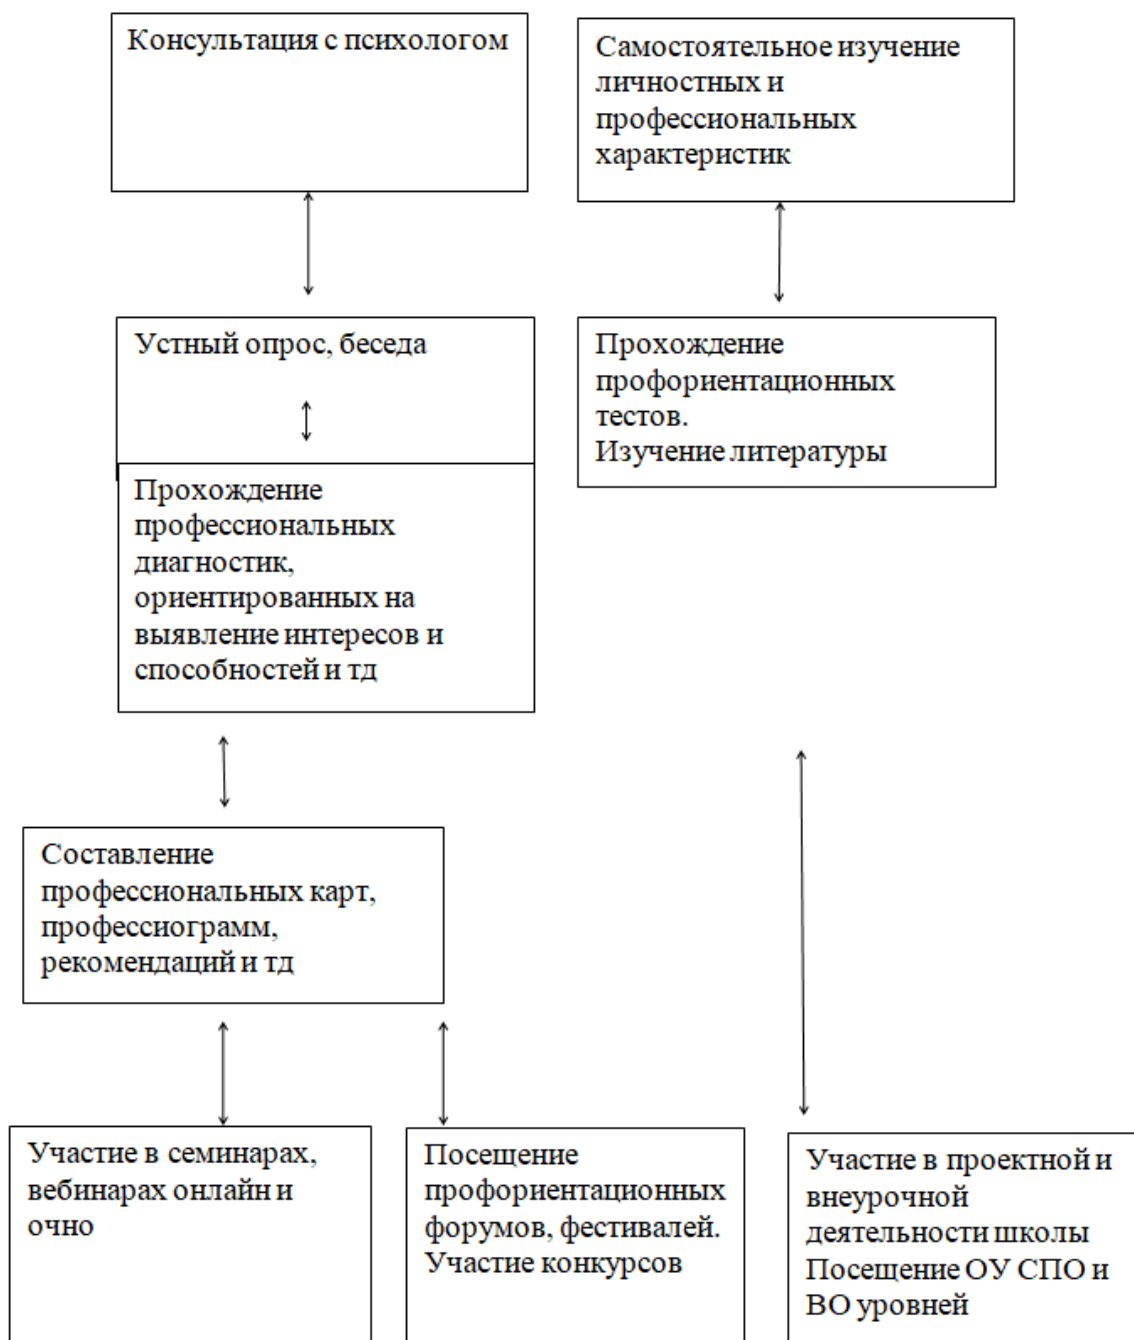 Консультация с психологом
Самостоятельное изучение
личностных и
профессиональных
характеристик
Устный опрос, беседа
Прохождение
профориентационных
тестов.
Изучение литературы
Прохождение
профессиональных
диагностик,
ориентированных на
выявление интересов и
способностей и тд
Составление
профессиональных карт,
профессиограмм,
рекомендаций и тд
Участие в семинарах,
вебинарах онлайн и
очно
Посещение
профориентационных
форумов, фестивалей.
Участие конкурсов
Участие в проектной и
внеурочной
деятельности школы
Посещение ОУ СПО и
ВО уровней